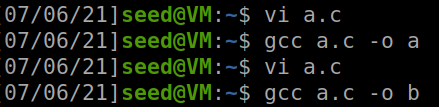 [07/06/21]seed@VM:~$ vi a.c
[07/06/21]seed@VM:~$ gcc a.c -o a
[07/06/21]seed@VM:~$ vi a.c
[07/06/21]seed@VM:~$ gcc a.c -o b